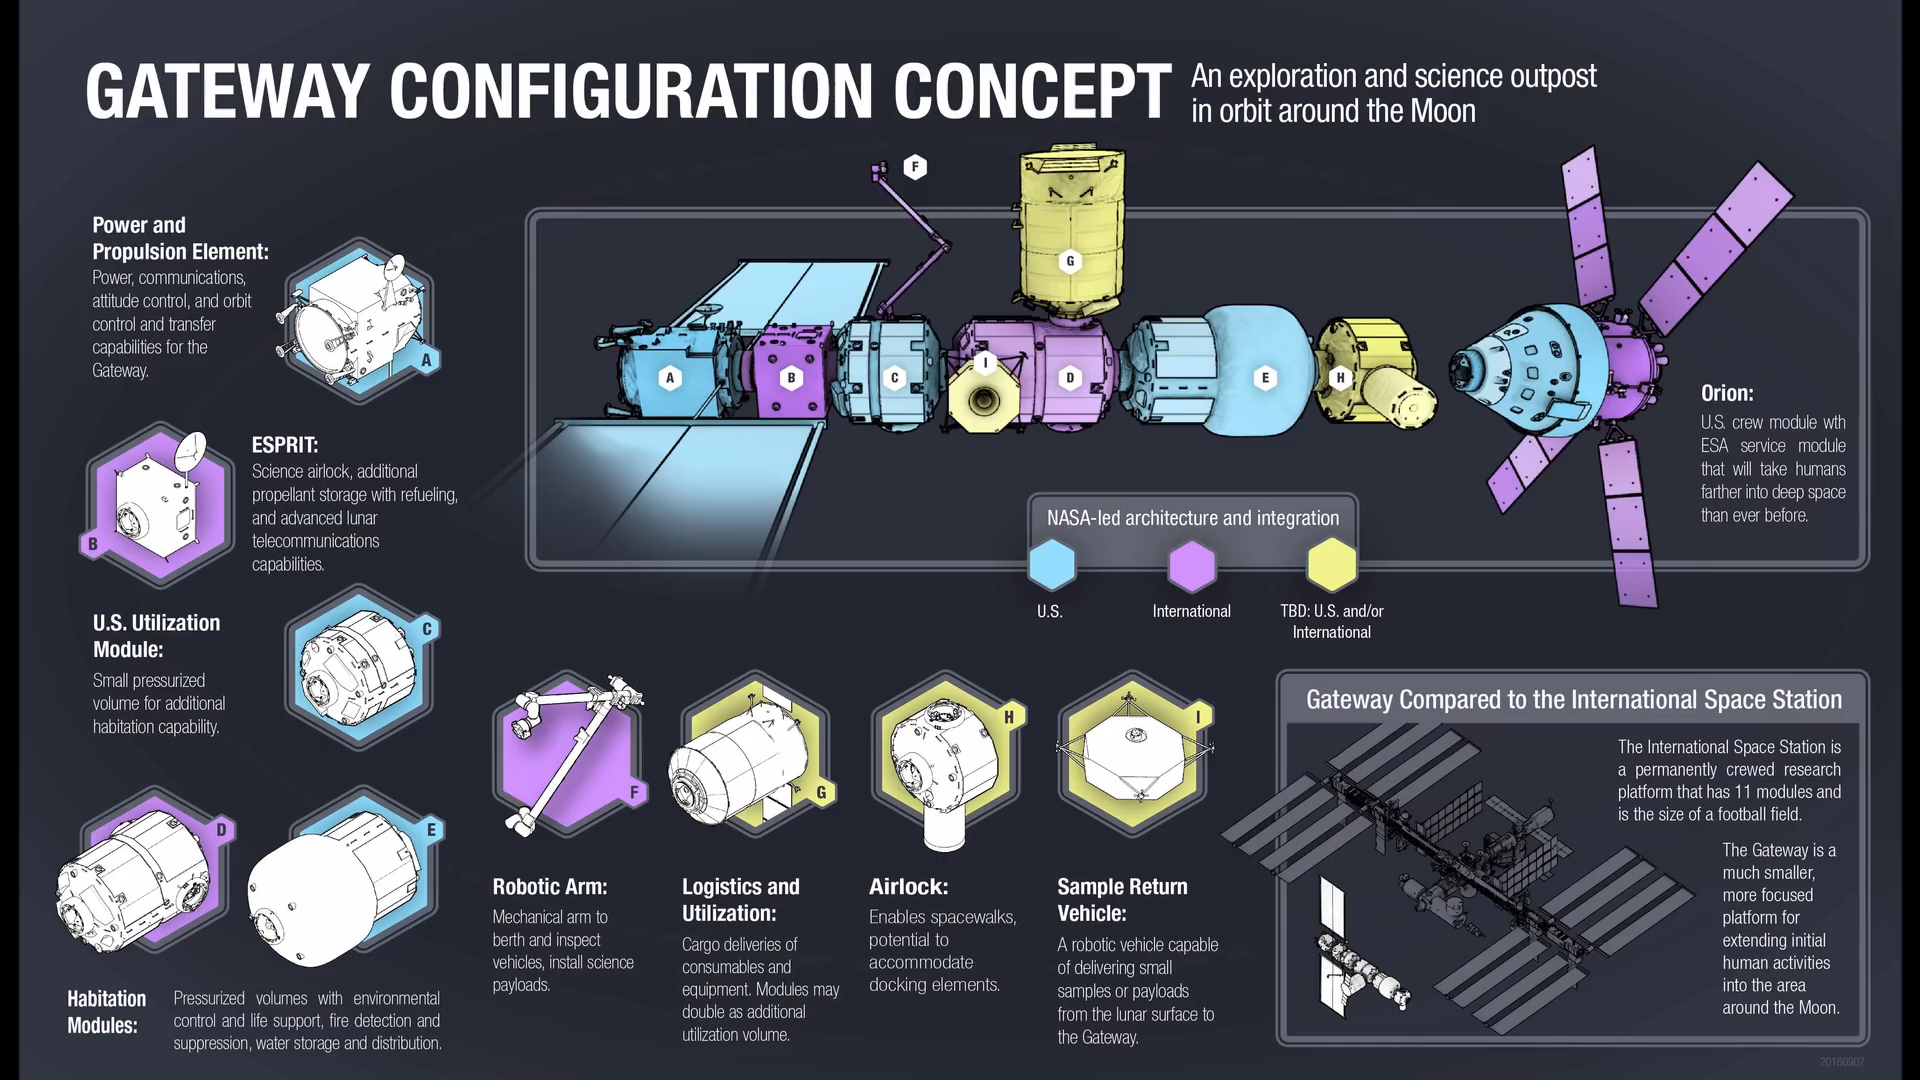 GATEWAY CONFIGURATION CONCEPT
An exploration and science outpost
in orbit around the Moon
Power and
Propulsion Element:
Power, communications,
attitude control, and orbit
control and transfer
capabilities for the
Gateway.
A
ESPRIT:
Science airlock, additional
propellant storage with refueling,
and advanced lunar
telecommunications
capabilities.
B
U.S. Utilization
Module:
Small pressurized
volume for additional
habitation capability.
C
D
E
Habitation
Modules:
Pressurized volumes with environmental
control and life support, fire detection and
suppression, water storage and distribution.
F
G
A
B
C
I
D
E
H
Orion:
U.S. crew module wth
ESA service module
that will take humans
farther into deep space
than ever before.
NASA-led architecture and integration
U.S.
International
TBD: U.S. and/or
International
F
Robotic Arm:
Mechanical arm to
berth and inspect
vehicles, install science
payloads.
G
Logistics and
Utilization:
Cargo deliveries of
consumables and
equipment. Modules may
double as additional
utilization volume.
H
Airlock:
Enables spacewalks,
potential to
accommodate
docking elements.
I
Sample Return
Vehicle:
A robotic vehicle capable
of delivering small
samples or payloads
from the lunar surface to
the Gateway.
Gateway Compared to the International Space Station
The International Space Station is
a permanently crewed research
platform that has 11 modules and
is the size of a football field.
The Gateway is a
much smaller,
more focused
platform for
extending initial
human activities
into the area
around the Moon.
20180907